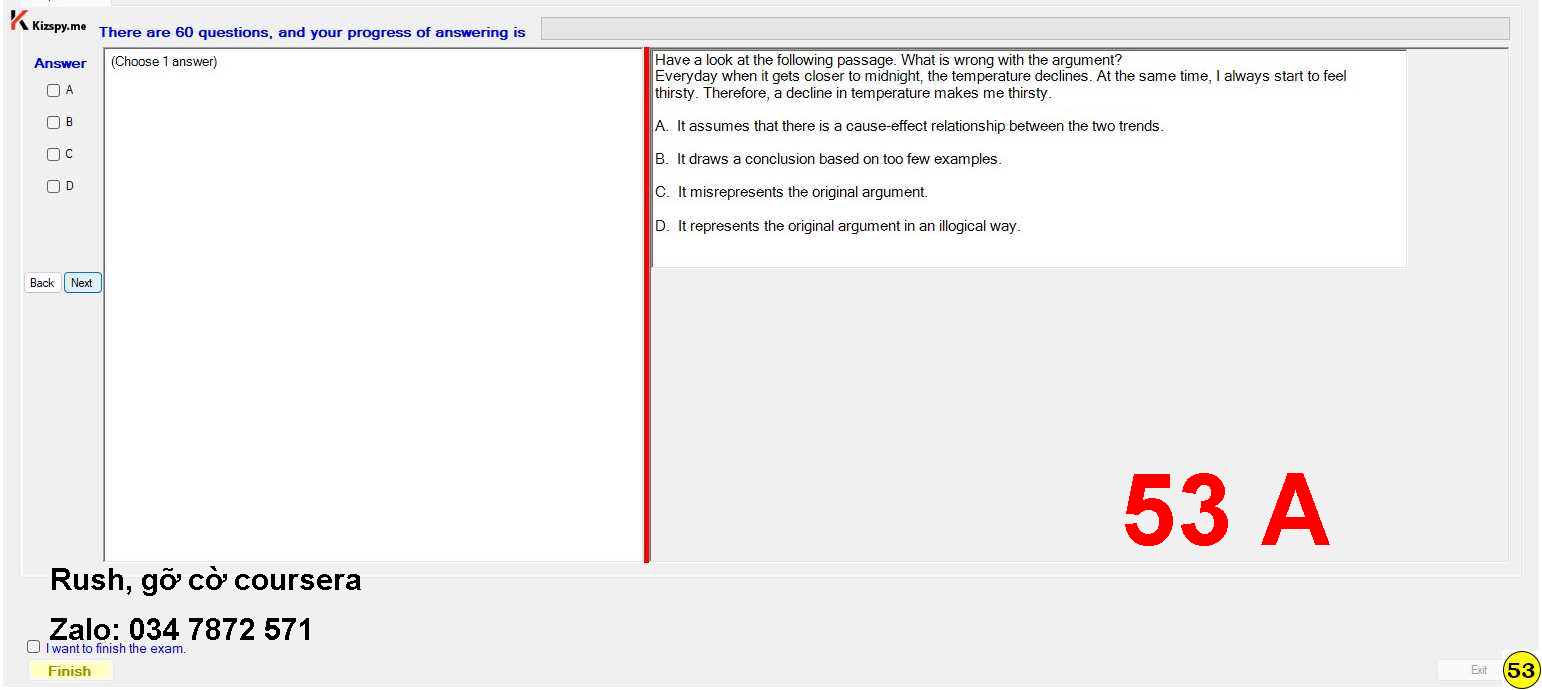 Kizspy.me
There are 60 questions, and your progress of answering is
Answer
A
B
C
D
Back
Next
(Choose 1 answer)
Have a look at the following passage. What is wrong with the argument?
Everyday when it gets closer to midnight, the temperature declines. At the same time, I always start to feel
thirsty. Therefore, a decline in temperature makes me thirsty.
A. It assumes that there is a cause-effect relationship between the two trends.
B. It draws a conclusion based on too few examples.
C. It misrepresents the original argument.
D. It represents the original argument in an illogical way.
53 A
Rush, gỡ cờ coursera
Zalo: 034 7872 571
I want to finish the exam.
Finish
Exit
53